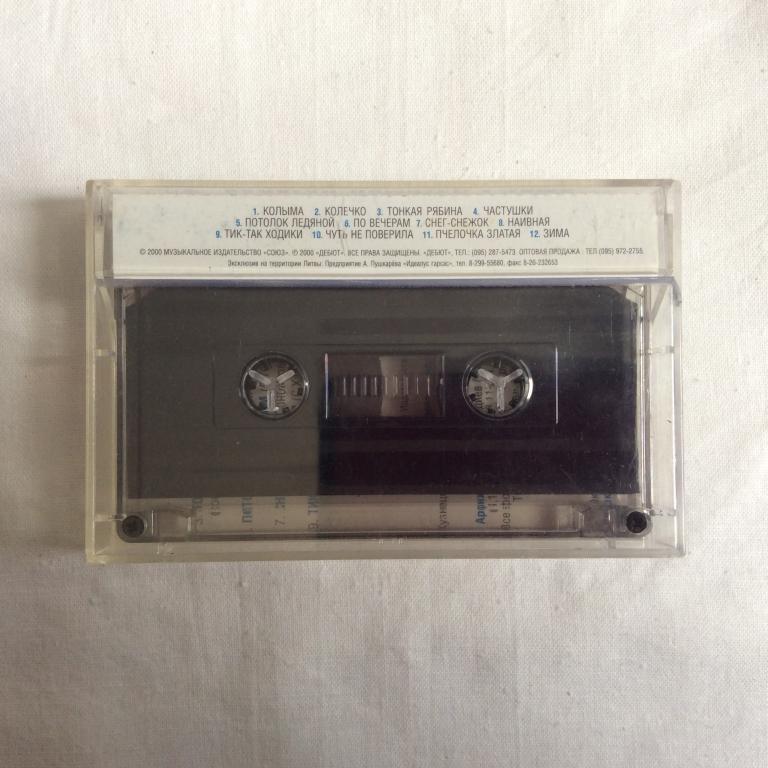 1. КОЛЫМА 2. КОЛЕЧКО 3. ТОНКАЯ РЯБИНА 4. ЧАСТУШКИ
5. ПОТОЛОК ЛЕДЯНОЙ 6. ПО ВЕЧЕРАМ 7. СНЕГ-СНЕЖОК 8. НАИВНАЯ
9. ТИК-ТАК ХОДИКИ 10. ЧУТЬ НЕ ПОВЕРИЛА 11. ПЧЕЛОЧКА ЗЛАТАЯ 12. ЗИМА
© 2000 МУЗЫКАЛЬНОЕ ИЗДАТЕЛЬСТВО «СОЮЗ». ℗ 2000 «ДЕБЮТ». ВСЕ ПРАВА ЗАЩИЩЕНЫ. «ДЕБЮТ», ТЕЛ.: (095) 287-5473 ОПТОВАЯ ПРОДАЖА : ТЕЛ (095) 972-2755.
Эксклюзив на территории Литвы: Предприятие А. Пушкарёва «Идеалус гарсас», тел. 8-299-55680, факс 8-26-232653